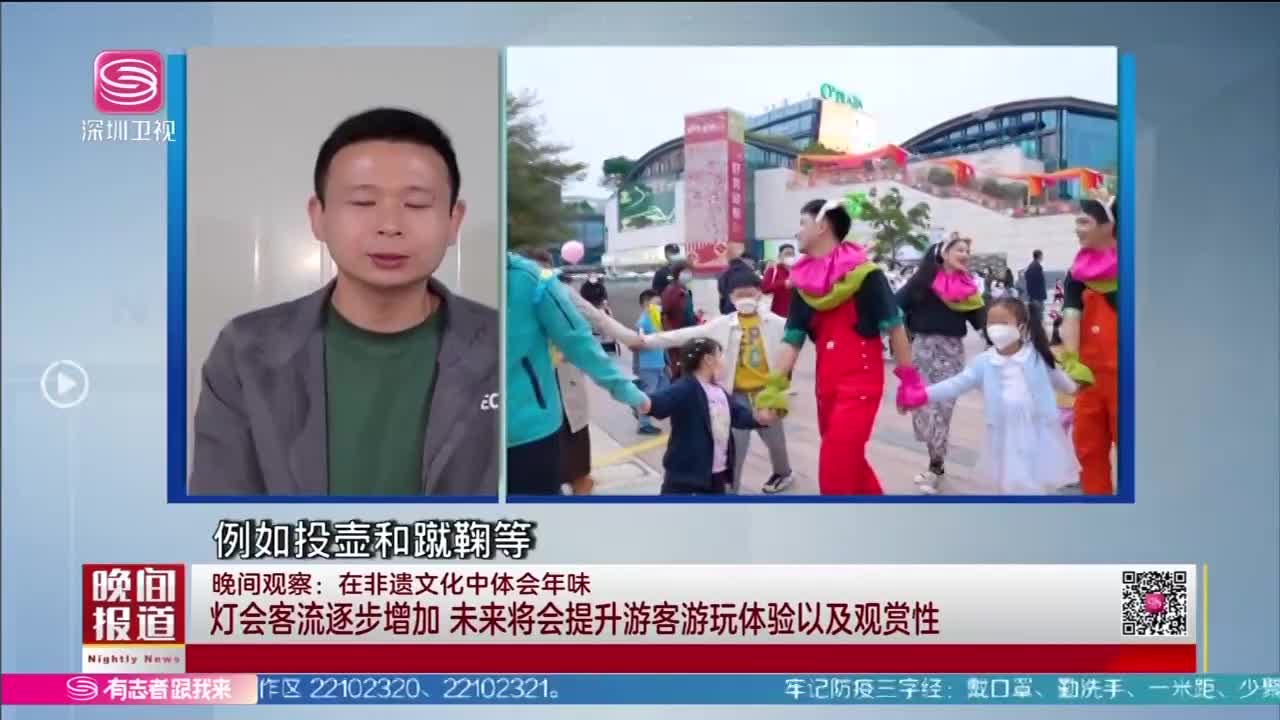 深圳卫视
O'PLAZA
EC
例如投壶和蹴鞠等
晚间报道
Nightly News
晚间观察：在非遗文化中体会年味
灯会客流逐步增加 未来将会提升游客游玩体验以及观赏性
有志者跟我来
作区 22102320、22102321。
牢记防疫三字经：戴口罩、勤洗手、一米距、少聚